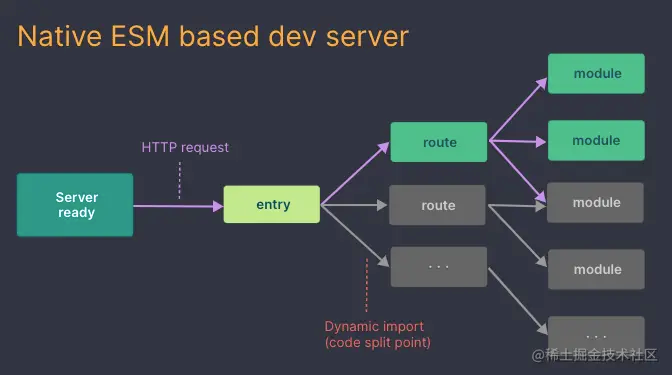 Native ESM based dev server
module
HTTP request
route
module
Server
ready
entry
route
module
· · ·
module
Dynamic import
(code split point)
· · ·
@稀土掘金技术社区